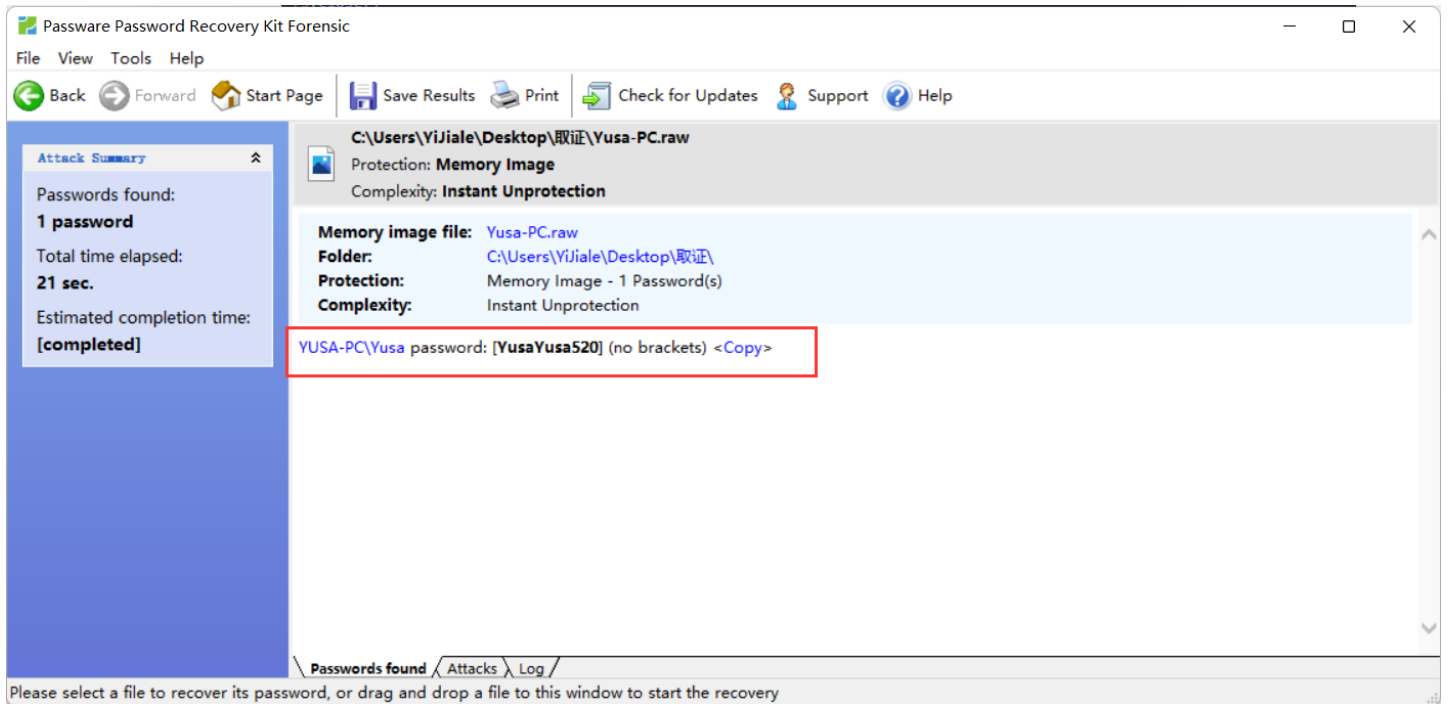 Passware Password Recovery Kit Forensic
File View Tools Help
Back Forward Start Page Save Results Print Check for Updates Support Help
Attack Summary
Passwords found:
1 password
Total time elapsed:
21 sec.
Estimated completion time:
[completed]
C:\Users\YiJiale\Desktop\取证\Yusa-PC.raw
Protection: Memory Image
Complexity: Instant Unprotection
Memory image file: Yusa-PC.raw
Folder: C:\Users\YiJiale\Desktop\取证\
Protection: Memory Image - 1 Password(s)
Complexity: Instant Unprotection
YUSA-PC\Yusa password: [YusaYusa520] (no brackets) <Copy>
Passwords found Attacks Log
Please select a file to recover its password, or drag and drop a file to this window to start the recovery